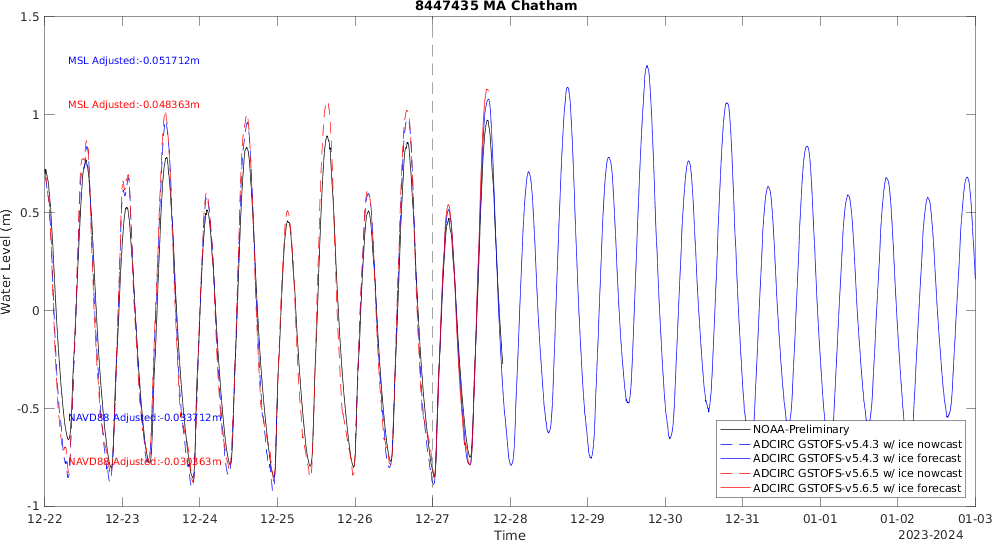 8447435 MA Chatham
1.5
MSL Adjusted:-0.051712m
MSL Adjusted:-0.048363m
1
0.5
Water Level (m)
0
-0.5
NAVD88 Adjusted:-0.033712m
NAVD88 Adjusted:-0.030363m
-1
NOAA-Preliminary
ADCIRC GSTOFS-v5.4.3 w/ ice nowcast
ADCIRC GSTOFS-v5.4.3 w/ ice forecast
ADCIRC GSTOFS-v5.6.5 w/ ice nowcast
ADCIRC GSTOFS-v5.6.5 w/ ice forecast
12-22 12-23 12-24 12-25 12-26 12-27 12-28 12-29 12-30 12-31 01-01 01-02 01-03
Time
2023-2024